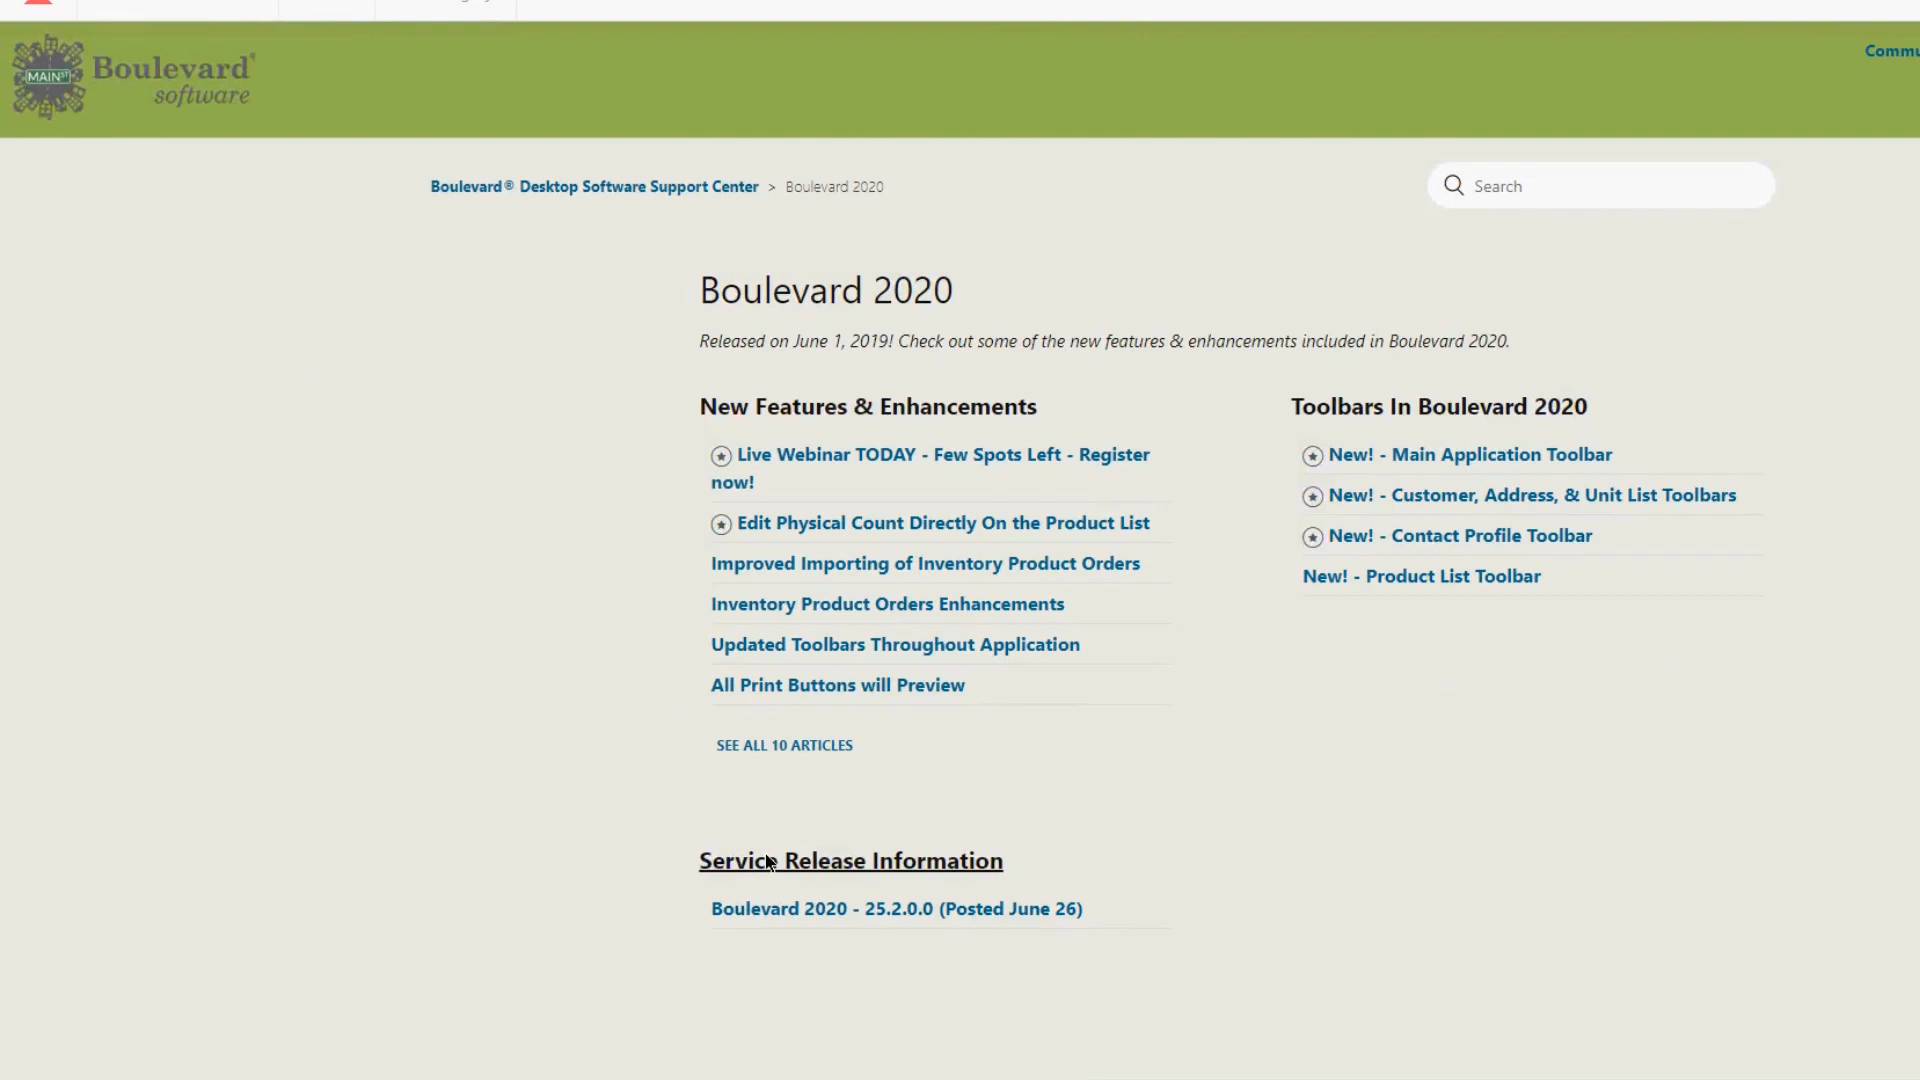 MAIN ST
Boulevard®
software
Commu
Boulevard® Desktop Software Support Center > Boulevard 2020
Search
Boulevard 2020
Released on June 1, 2019! Check out some of the new features & enhancements included in Boulevard 2020.
New Features & Enhancements
Live Webinar TODAY - Few Spots Left - Register
now!
Edit Physical Count Directly On the Product List
Improved Importing of Inventory Product Orders
Inventory Product Orders Enhancements
Updated Toolbars Throughout Application
All Print Buttons will Preview
SEE ALL 10 ARTICLES
Toolbars In Boulevard 2020
New! - Main Application Toolbar
New! - Customer, Address, & Unit List Toolbars
New! - Contact Profile Toolbar
New! - Product List Toolbar
Service Release Information
Boulevard 2020 - 25.2.0.0 (Posted June 26)